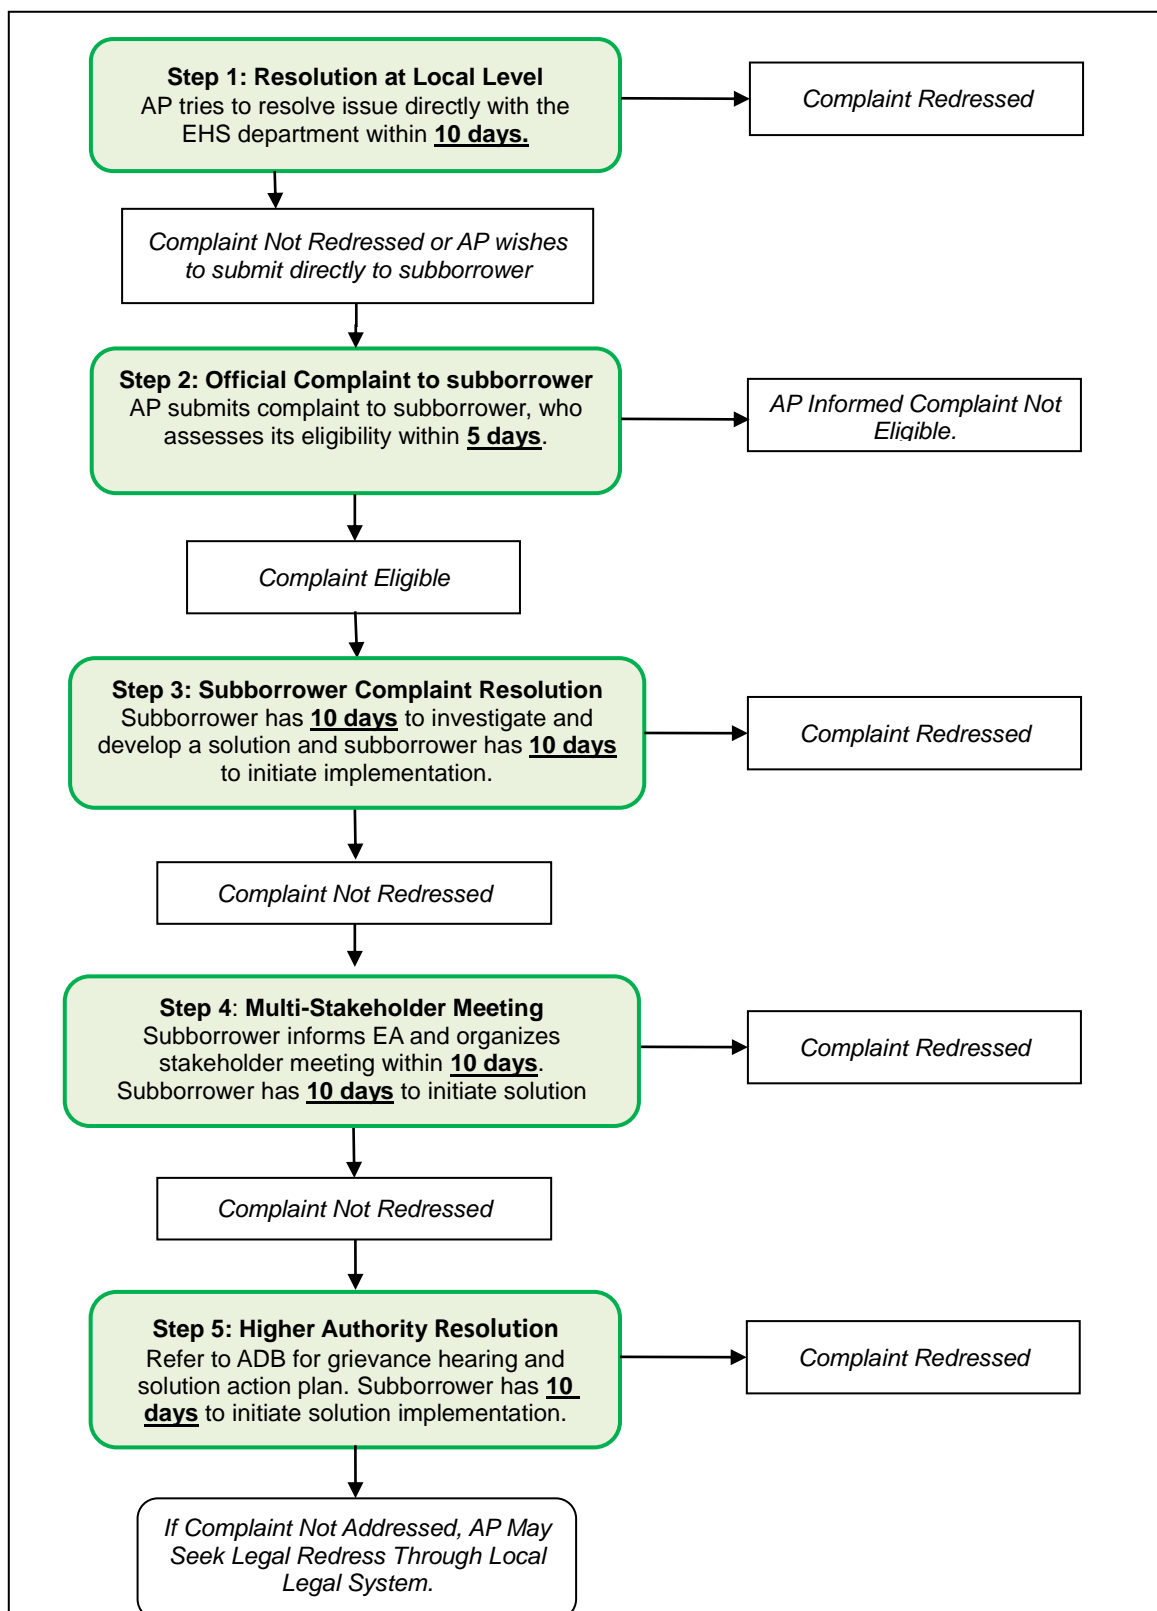 Step 1: Resolution at Local Level
AP tries to resolve issue directly with the
EHS department within 10 days.
Complaint Redressed
Complaint Not Redressed or AP wishes
to submit directly to subborrower
Step 2: Official Complaint to subborrower
AP submits complaint to subborrower, who
assesses its eligibility within 5 days.
AP Informed Complaint Not
Eligible.
Complaint Eligible
Step 3: Subborrower Complaint Resolution
Subborrower has 10 days to investigate and
develop a solution and subborrower has 10 days
to initiate implementation.
Complaint Redressed
Complaint Not Redressed
Step 4: Multi-Stakeholder Meeting
Subborrower informs EA and organizes
stakeholder meeting within 10 days.
Subborrower has 10 days to initiate solution
Complaint Redressed
Complaint Not Redressed
Step 5: Higher Authority Resolution
Refer to ADB for grievance hearing and
solution action plan. Subborrower has 10
days to initiate solution implementation.
Complaint Redressed
If Complaint Not Addressed, AP May
Seek Legal Redress Through Local
Legal System.